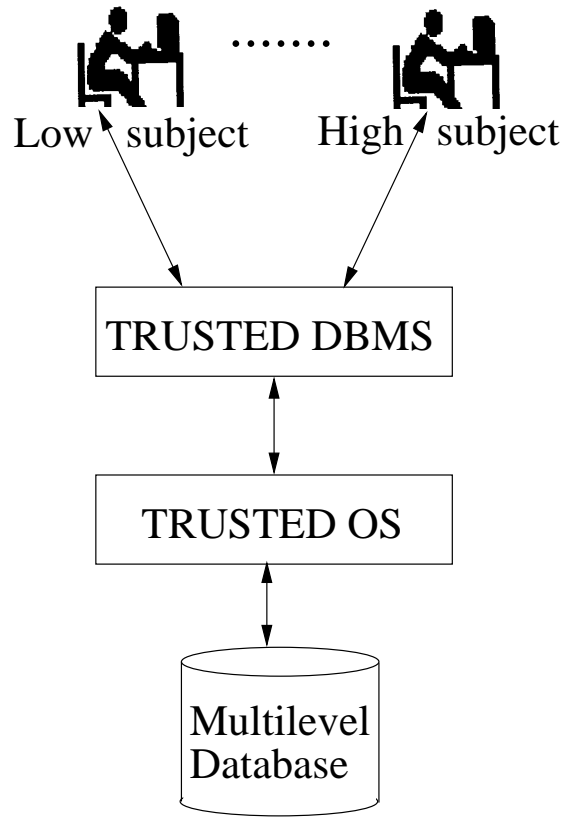 .......
Low subject
High subject
TRUSTED DBMS
TRUSTED OS
Multilevel
Database